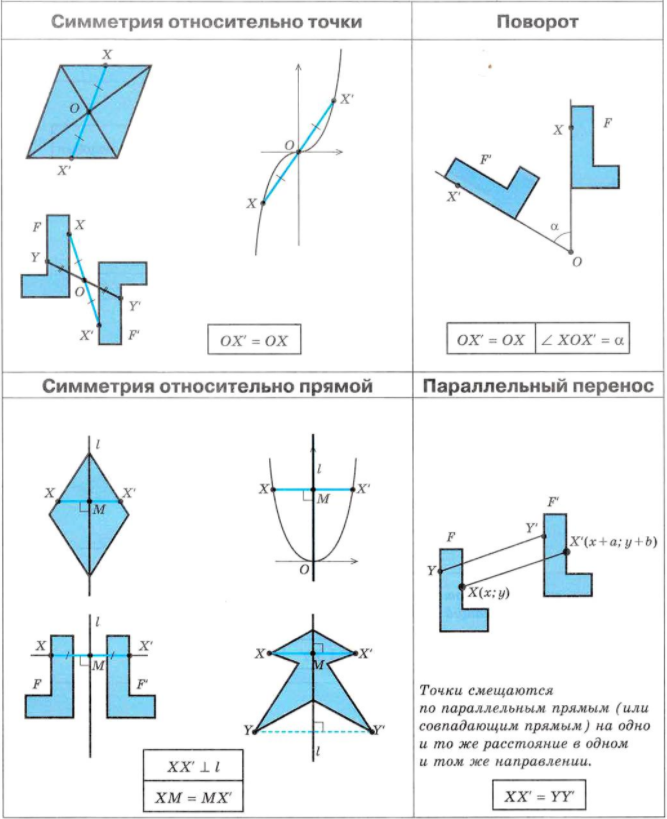 Симметрия относительно точки
X
O
X'
X'
O
X
F
X
Y
O
Y'
X'
F'
OX' = OX
Поворот
X
F
F'
X'
α
O
OX' = OX
∠ XOX' = α
Симметрия относительно прямой
l
X
X'
M
l
X
X'
M
O
l
X
X'
M
F
F'
l
X
X'
M
Y
Y'
l
XX' ⊥ l
XM = MX'
Параллельный перенос
F'
F
Y'
X'(x+a; y+b)
Y
X(x; y)
Точки смещаются
по параллельным прямым (или
совпадающим прямым) на одно
и то же расстояние в одном
и том же направлении.
XX' = YY'